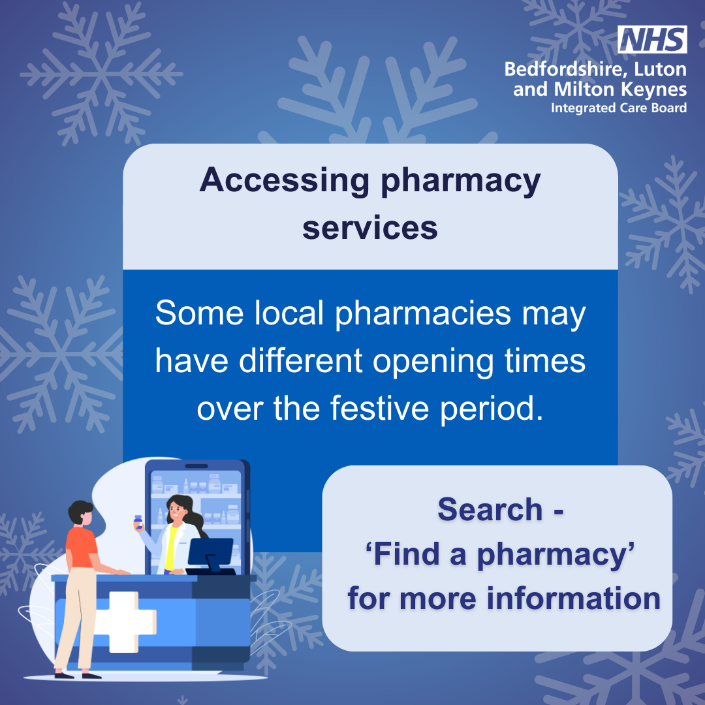 NHS
Bedfordshire, Luton
and Milton Keynes
Integrated Care Board
Accessing pharmacy
services
Some local pharmacies may
have different opening times
over the festive period.
Search -
‘Find a pharmacy’
for more information